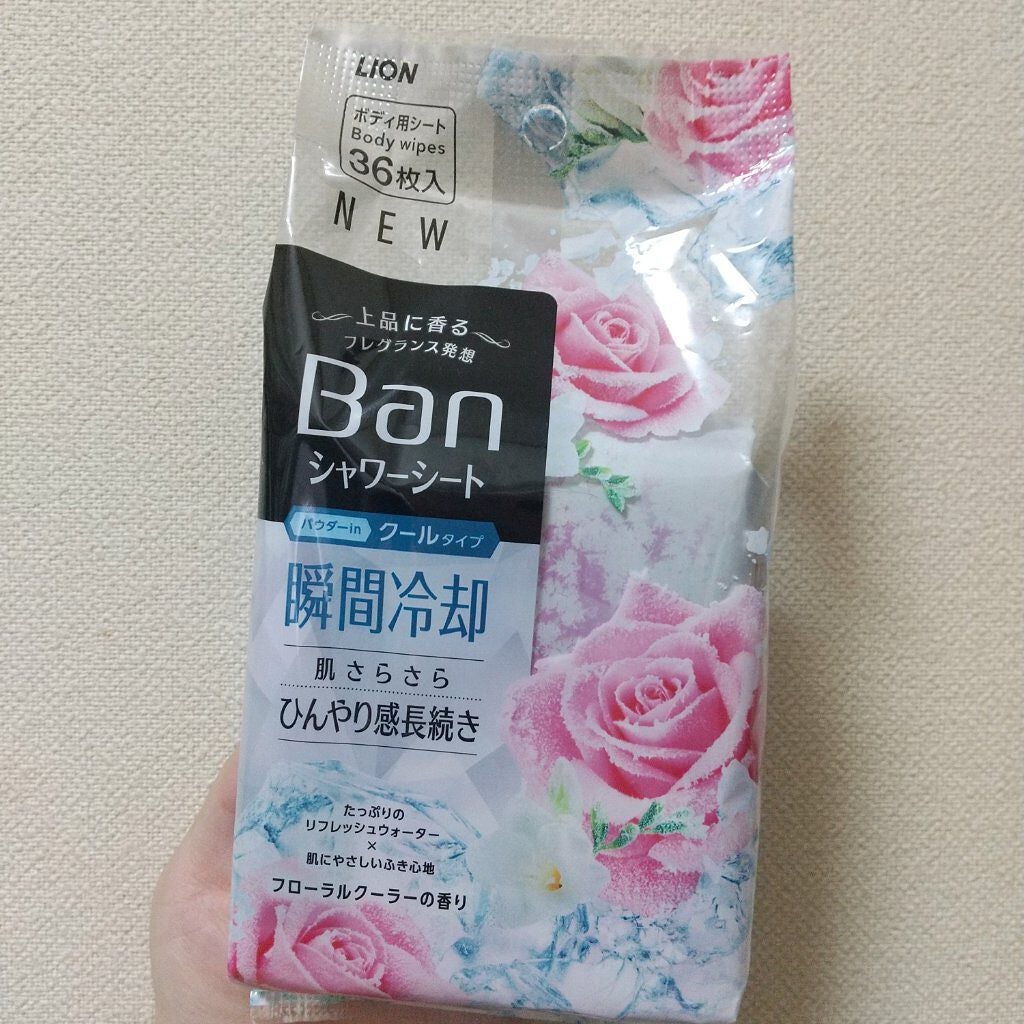 LION
ボディ用シート
Body wipes
36枚入
NEW
上品に香る
フレグランス発想
Ban
シャワーシート
パウダーin クールタイプ
瞬間冷却
肌さらさら
ひんやり感長続き
たっぷりの
リフレッシュウォーター
×
肌にやさしいふき心地
フローラルクーラーの香り